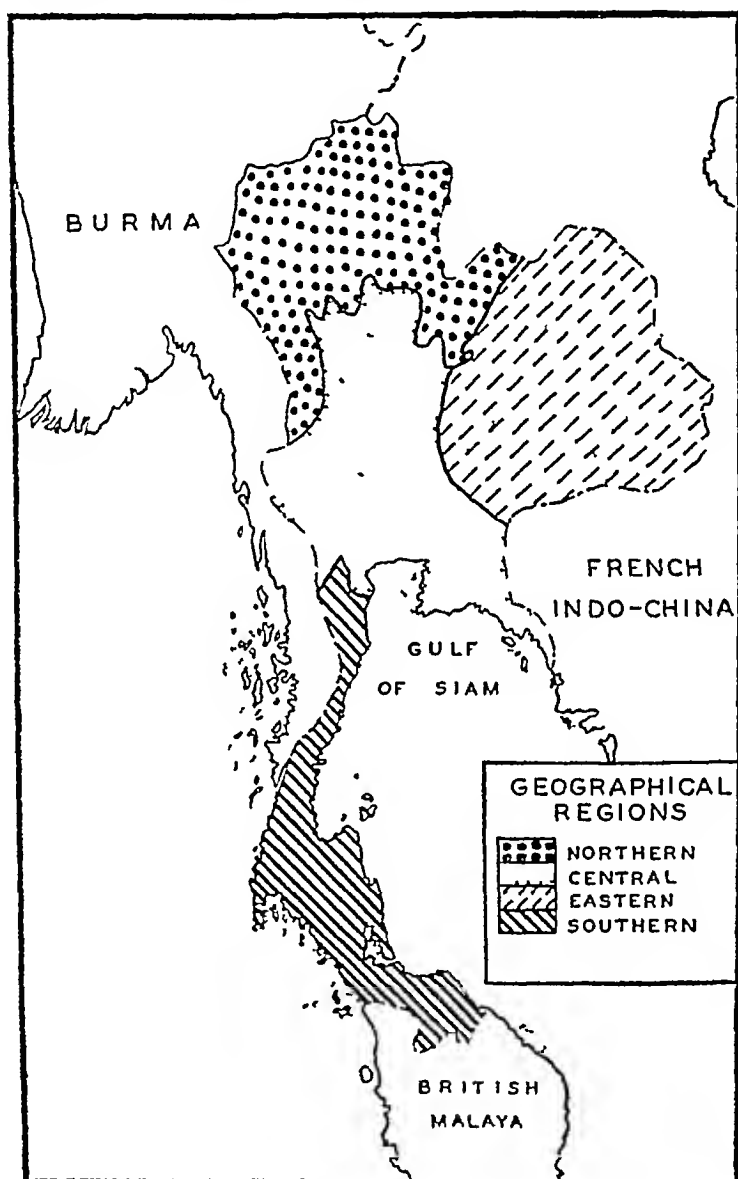 BURMA
FRENCH
INDO-CHINA
GULF
OF SIAM
GEOGRAPHICAL
REGIONS
NORTHERN
CENTRAL
EASTERN
SOUTHERN
BRITISH
MALAYA